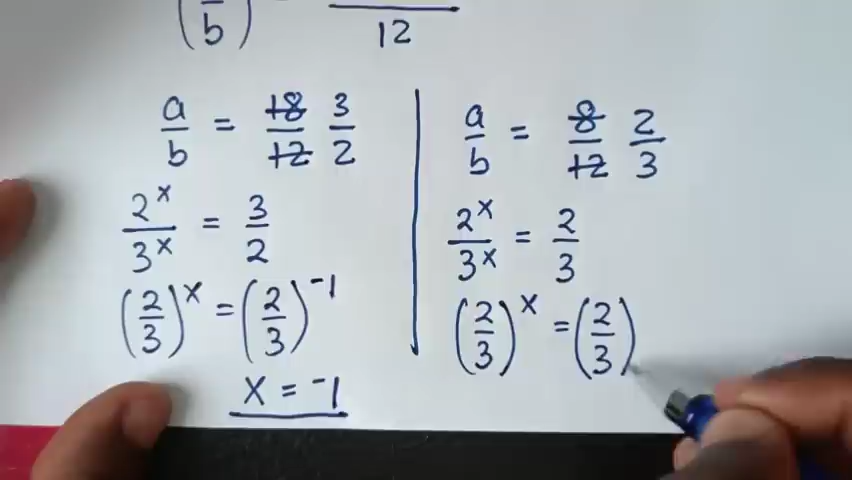 (a/b) = —/12
a/b = 18/12 3/2
2^x/3^x = 3/2
(2/3)^x = (2/3)^-1
x = -1
a/b = 8/12 2/3
2^x/3^x = 2/3
(2/3)^x = (2/3)